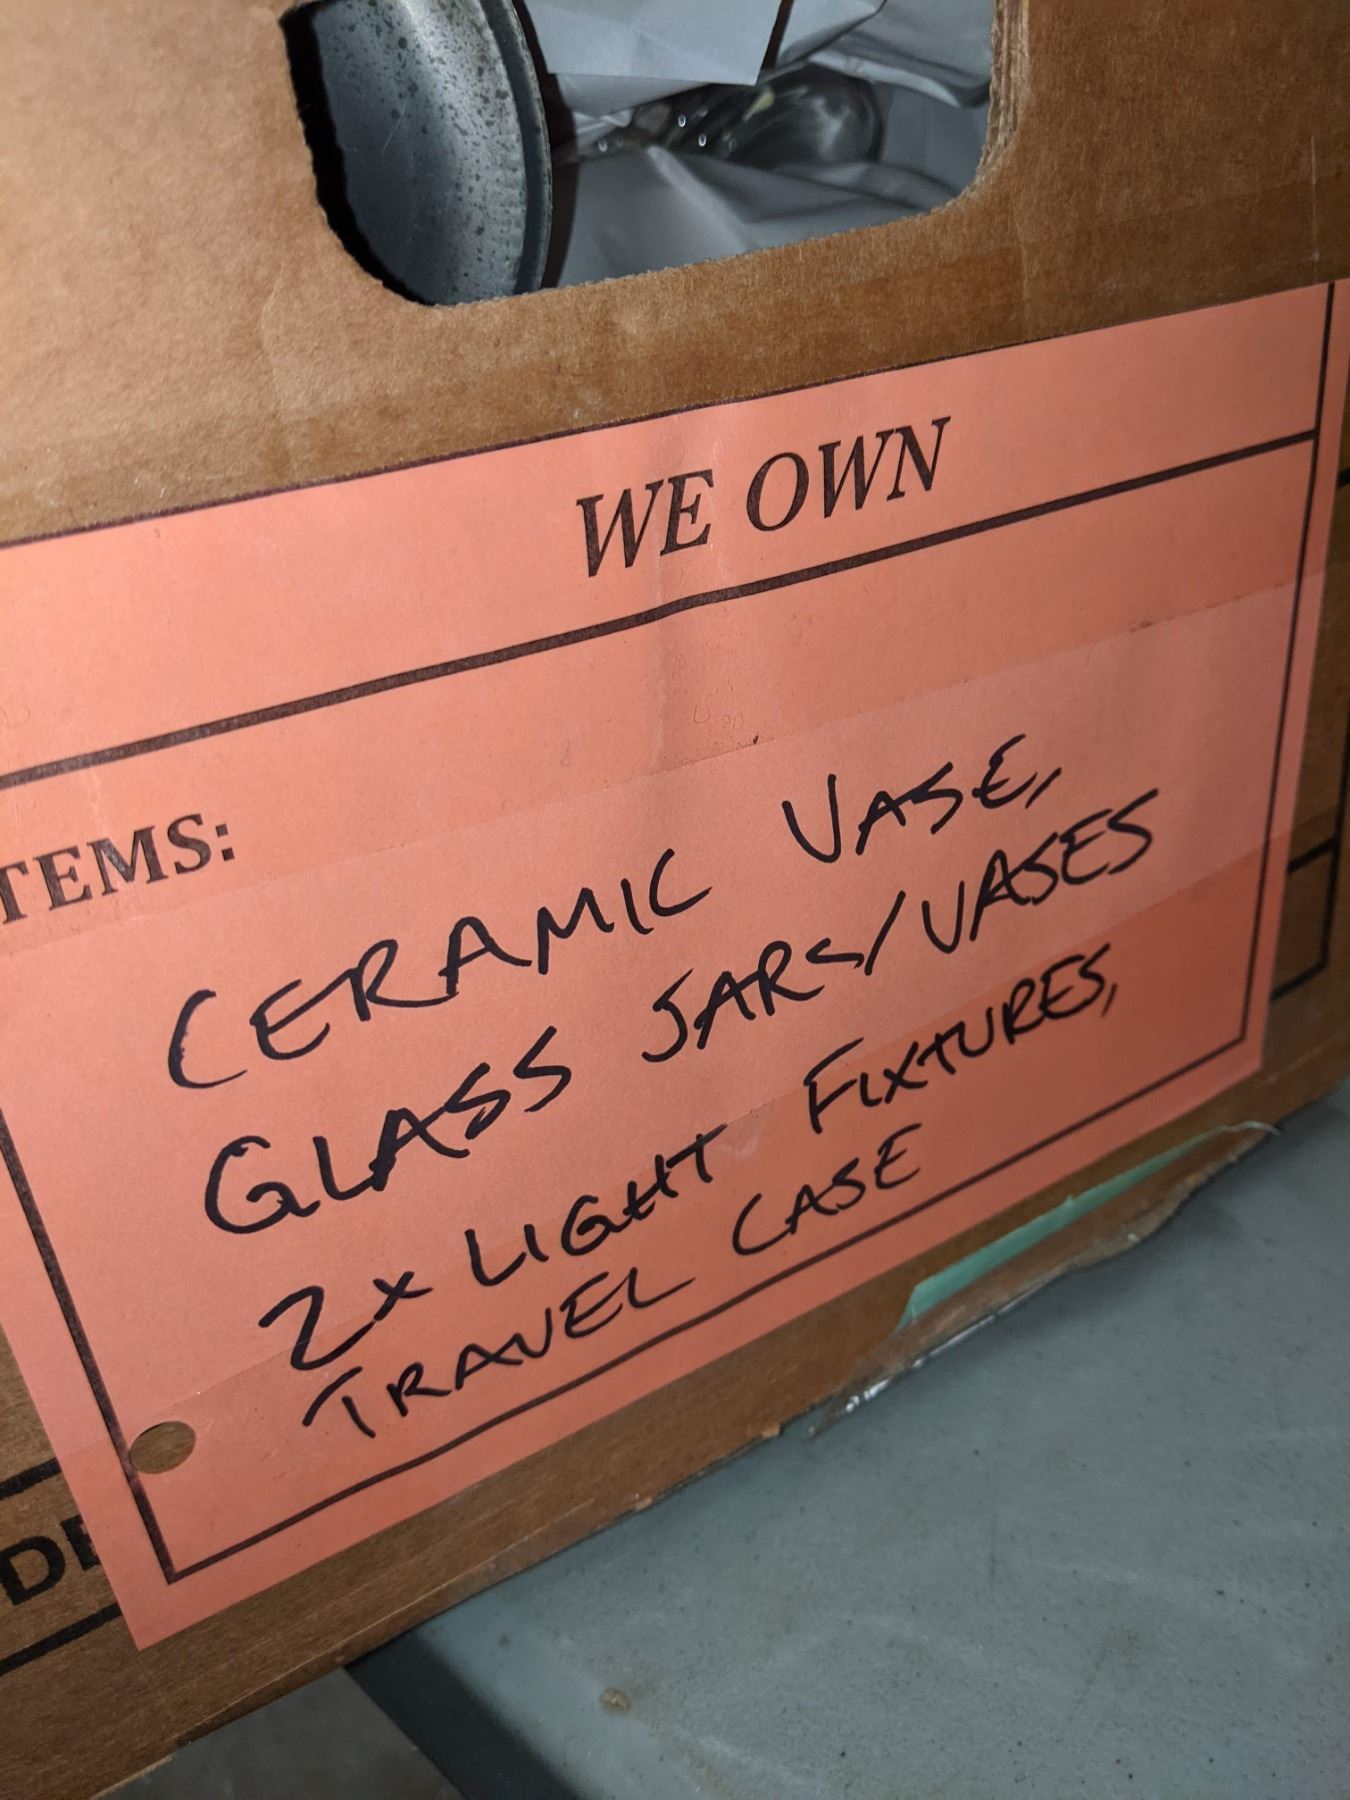 WE OWN
TEMS:
CERAMIC VASE,
GLASS JARS/VASES
2x LIGHT FIXTURES,
TRAVEL CASE